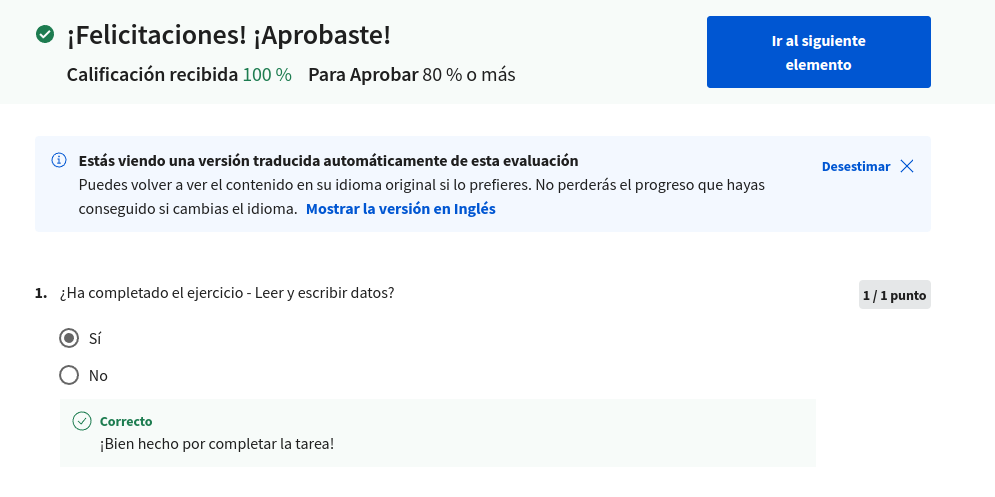 ¡Felicitaciones! ¡Aprobaste!
Calificación recibida 100 % Para Aprobar 80 % o más
Ir al siguiente
elemento
Estás viendo una versión traducida automáticamente de esta evaluación
Puedes volver a ver el contenido en su idioma original si lo prefieres. No perderás el progreso que hayas
conseguido si cambias el idioma. Mostrar la versión en Inglés
Desestimar
1. ¿Ha completado el ejercicio - Leer y escribir datos?
1 / 1 punto
Sí
No
Correcto
¡Bien hecho por completar la tarea!